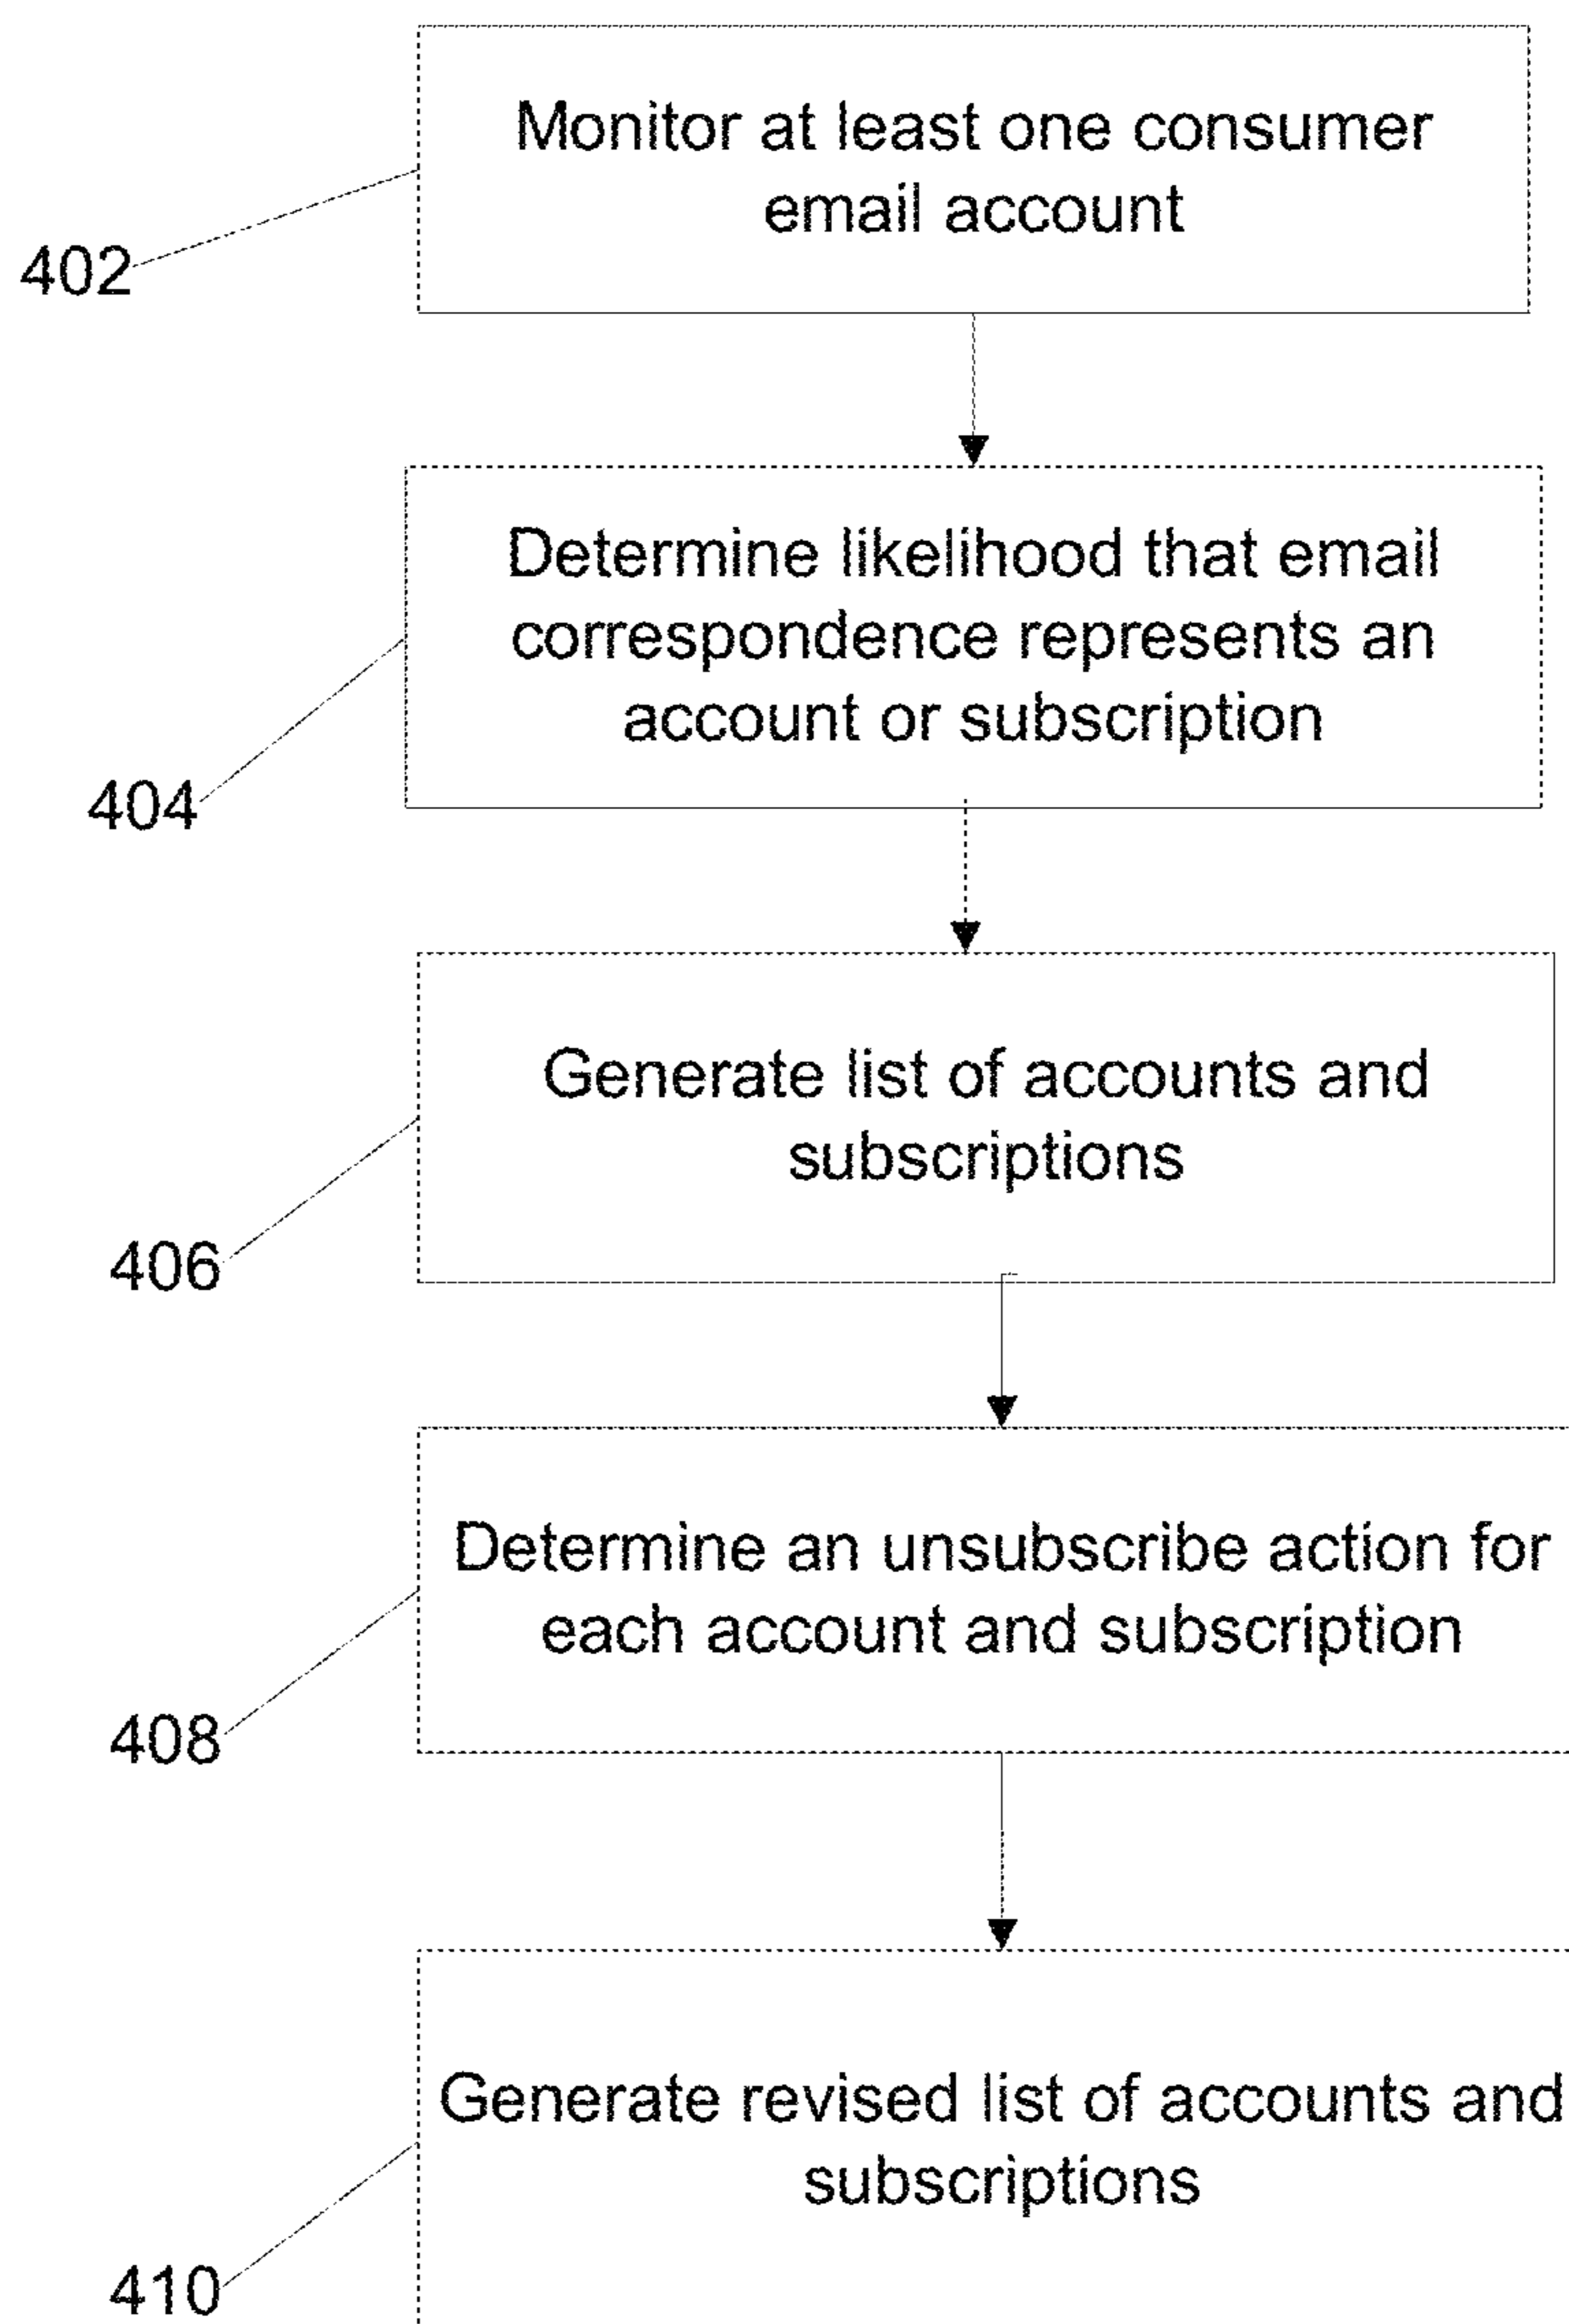 Monitor at least one consumer
email account
402
Determine likelihood that email
correspondence represents an
account or subscription
404
Generate list of accounts and
subscriptions
406
Determine an unsubscribe action for
each account and subscription
408
Generate revised list of accounts and
subscriptions
410